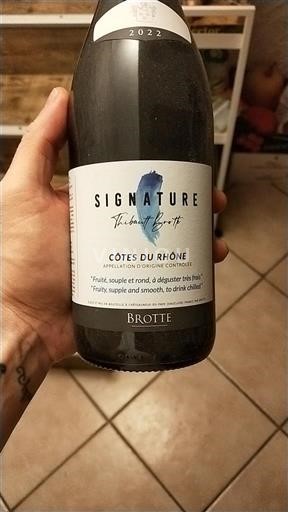 2022
SIGNATURE
Thibault Brotte
CÔTES DU RHÔNE
APPELLATION D'ORIGINE CONTRÔLÉE
"Fruité, souple et rond, à déguster très frais"
"Fruity, supple and smooth, to drink chilled"
BROTTE